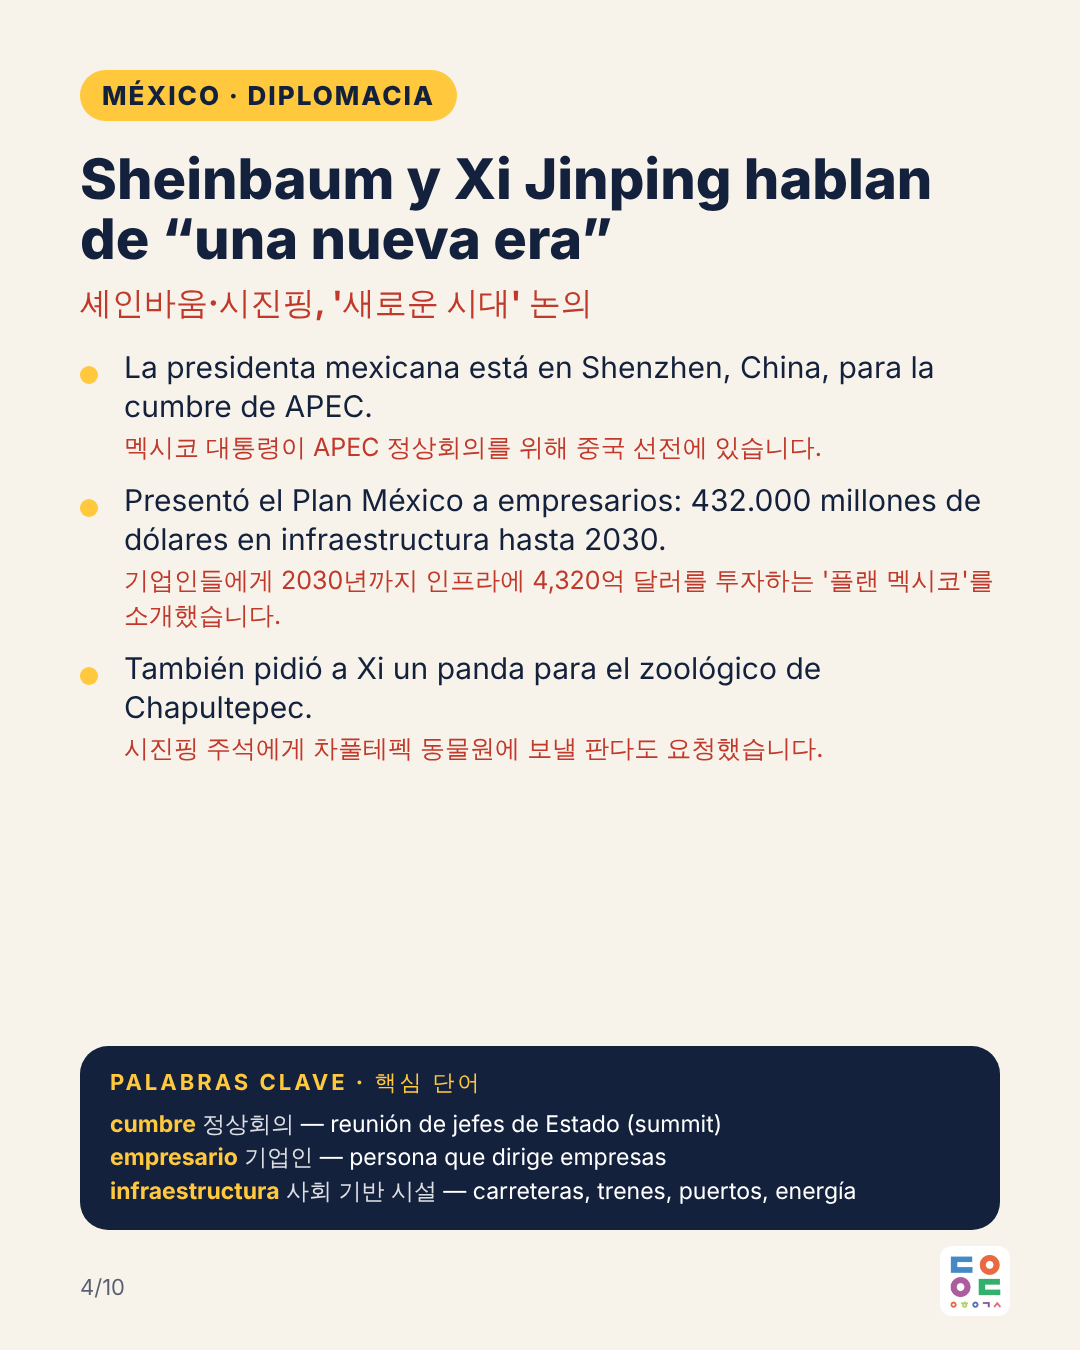 MÉXICO · DIPLOMACIA
Sheinbaum y Xi Jinping hablan
de “una nueva era”
셰인바움·시진핑, '새로운 시대' 논의
La presidenta mexicana está en Shenzhen, China, para la
cumbre de APEC.
멕시코 대통령이 APEC 정상회의를 위해 중국 선전에 있습니다.
Presentó el Plan México a empresarios: 432.000 millones de
dólares en infraestructura hasta 2030.
기업인들에게 2030년까지 인프라에 4,320억 달러를 투자하는 '플랜 멕시코'를
소개했습니다.
También pidió a Xi un panda para el zoológico de
Chapultepec.
시진핑 주석에게 차풀테펙 동물원에 보낼 판다도 요청했습니다.
PALABRAS CLAVE · 핵심 단어
cumbre 정상회의 — reunión de jefes de Estado (summit)
empresario 기업인 — persona que dirige empresas
infraestructura 사회 기반 시설 — carreteras, trenes, puertos, energía
4/10